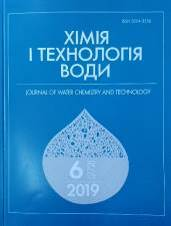 ХІМІЯ
І ТЕХНОЛОГІЯ
ВОДИ
JOURNAL OF WATER CHEMISTRY AND TECHNOLOGY
6
2019